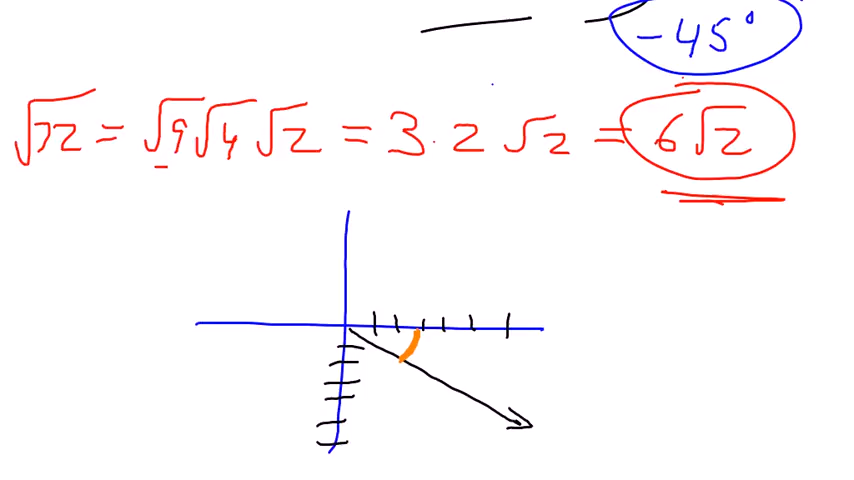 -45°
√72 = √9√4√2 = 3·2√2 = 6√2